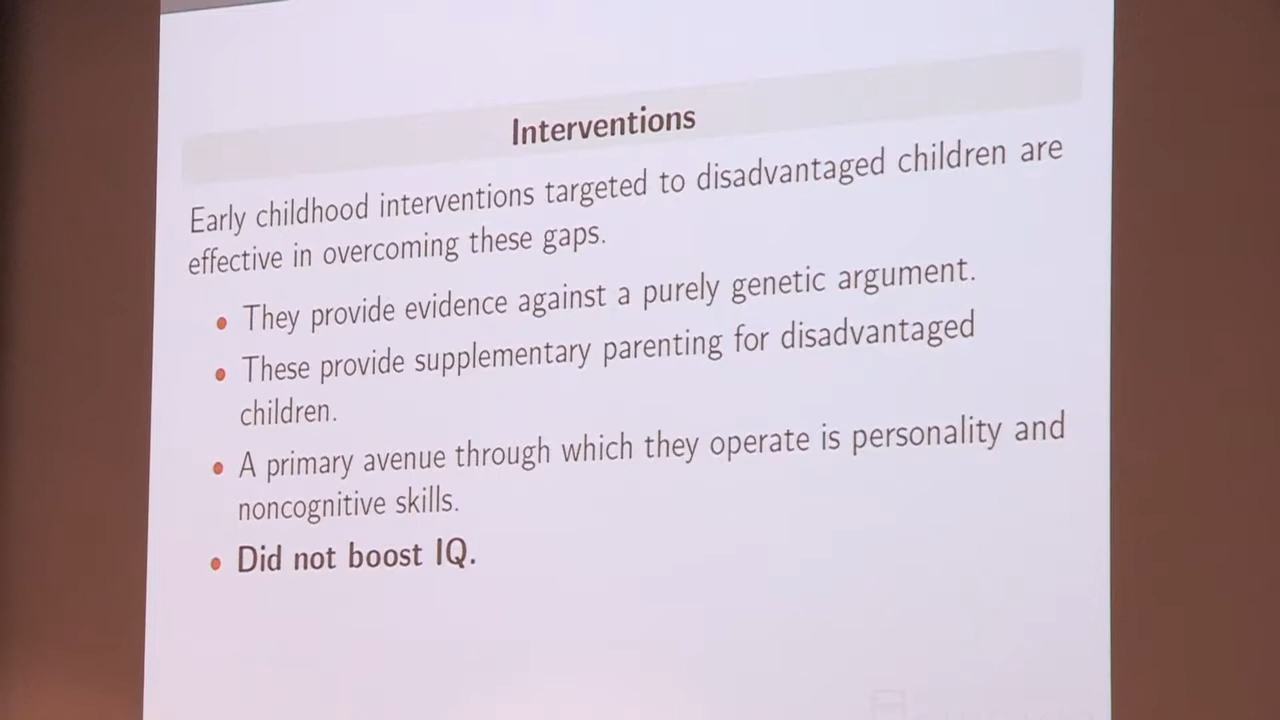 Interventions
Early childhood interventions targeted to disadvantaged children are
effective in overcoming these gaps.
• They provide evidence against a purely genetic argument.
• These provide supplementary parenting for disadvantaged
children.
• A primary avenue through which they operate is personality and
noncognitive skills.
• Did not boost IQ.